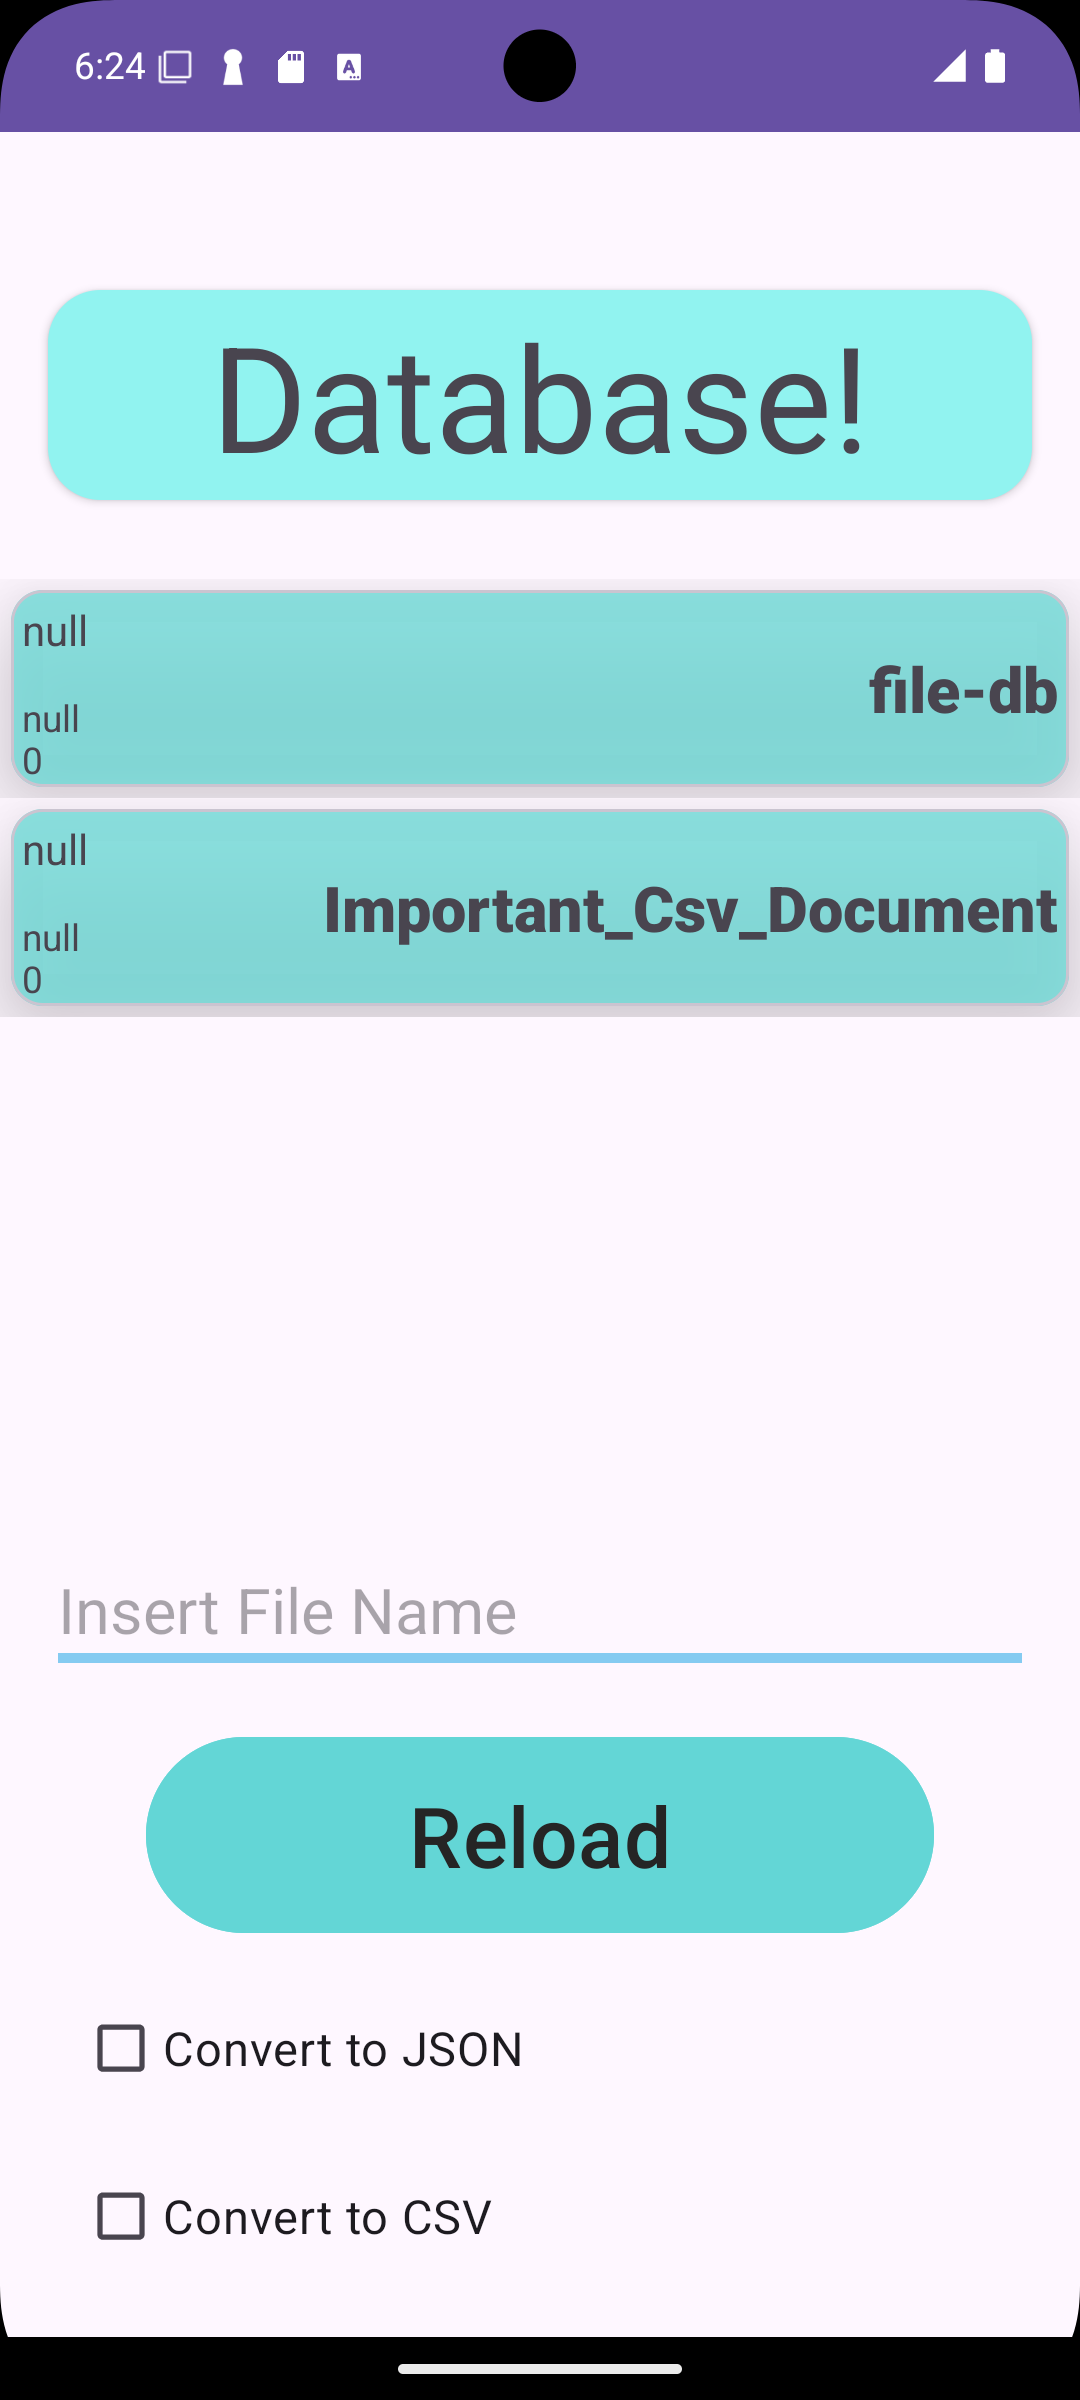 6:24
Database!
null
file-db
null
0
null
Important_Csv_Document
null
0
Insert File Name
Reload
Convert to JSON
Convert to CSV